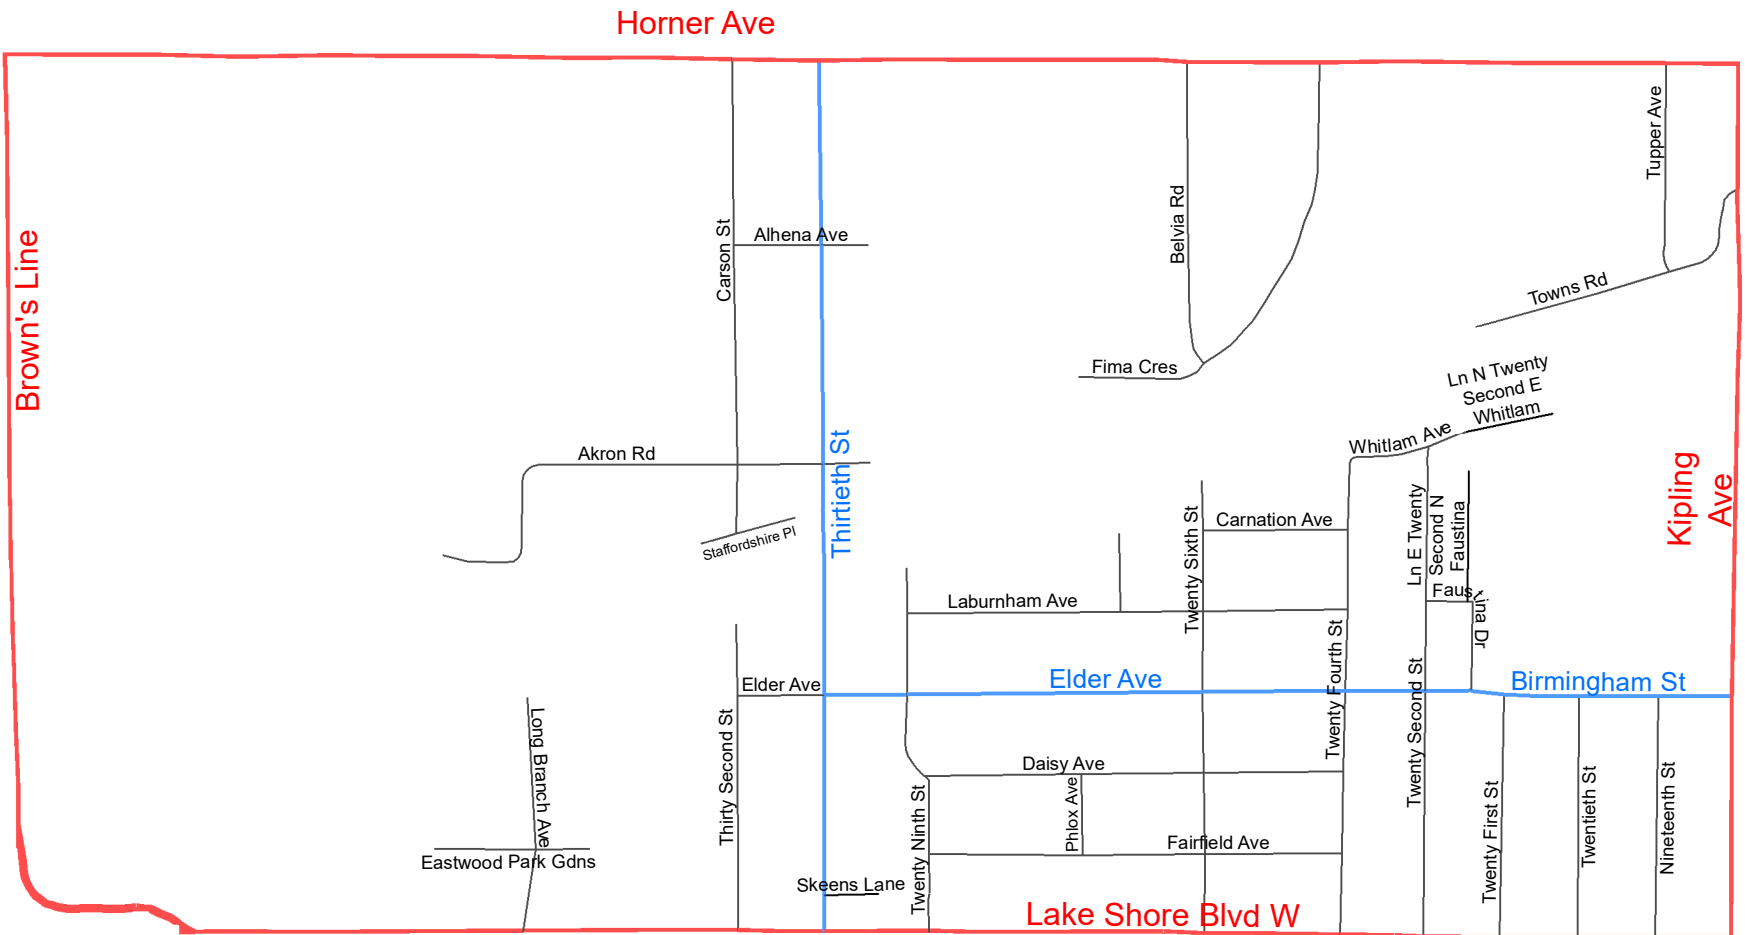 Horner Ave
Tupper Ave
Belvia Rd
Carson St
Alhena Ave
Brown's Line
Towns Rd
Fima Cres
Ln N Twenty
Second E
Whitlam
Whitlam Ave
Akron Rd
Thirtieth St
Kipling
Ave
Ln E Twenty
Second N
Faustina
Carnation Ave
Twenty Sixth St
Staffordshire Pl
Faustina Dr
Laburnham Ave
Twenty Fourth St
Elder Ave
Elder Ave
Birmingham St
Twenty Second St
Long Branch Ave
Thirty Second St
Daisy Ave
Phlox Ave
Twenty Ninth St
Twenty First St
Twentieth St
Nineteenth St
Fairfield Ave
Eastwood Park Gdns
Skeens Lane
Lake Shore Blvd W